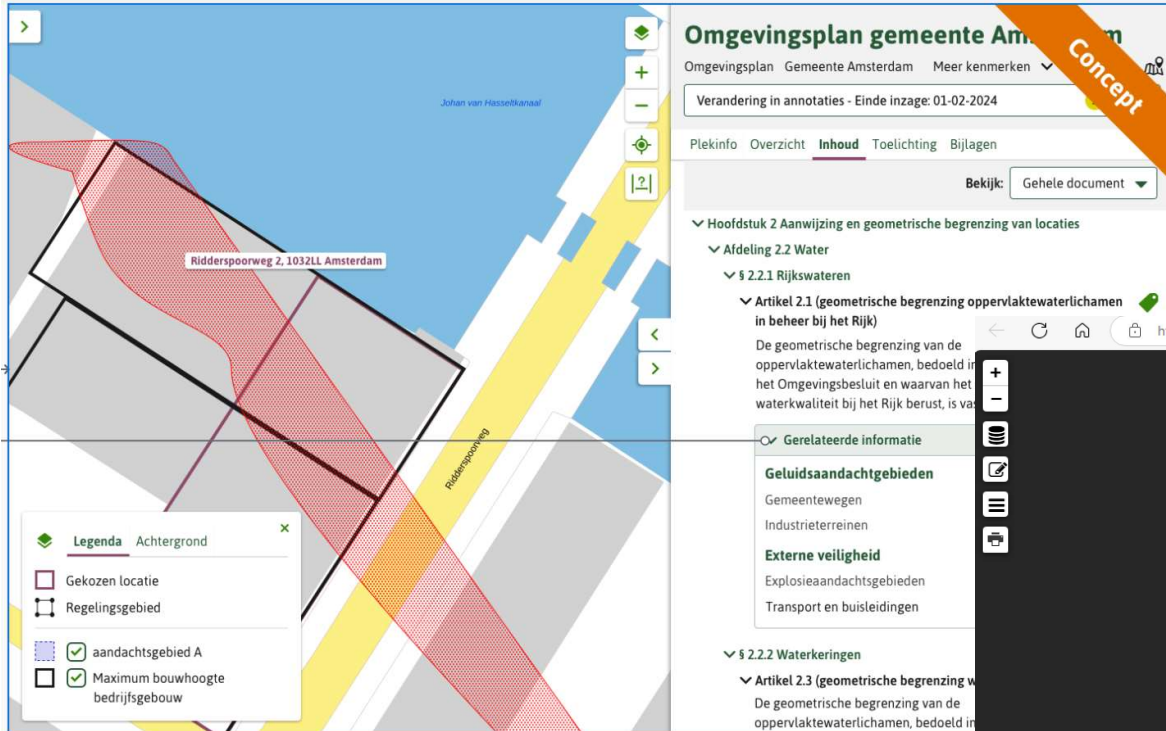 Johan van Hasseltkanaal
Ridderspoorweg 2, 1032LL Amsterdam
Ridderspoorweg
Legenda Achtergrond
Gekozen locatie
Regelingsgebied
aandachtsgebied A
Maximum bouwhoogte
bedrijfsgebouw
Omgevingsplan gemeente Am m
Concept
Omgevingsplan Gemeente Amsterdam Meer kenmerken
Verandering in annotaties - Einde inzage: 01-02-2024
Plekinfo Overzicht Inhoud Toelichting Bijlagen
Bekijk: Gehele document
Hoofdstuk 2 Aanwijzing en geometrische begrenzing van locaties
Afdeling 2.2 Water
§ 2.2.1 Rijkswateren
Artikel 2.1 (geometrische begrenzing oppervlaktewaterlichamen
in beheer bij het Rijk)
De geometrische begrenzing van de
oppervlaktewaterlichamen, bedoeld in
het Omgevingsbesluit en waarvan het
waterkwaliteit bij het Rijk berust, is vas
Gerelateerde informatie
Geluidsaandachtgebieden
Gemeentewegen
Industrieterreinen
Externe veiligheid
Explosieaandachtsgebieden
Transport en buisleidingen
§ 2.2.2 Waterkeringen
Artikel 2.3 (geometrische begrenzing w
De geometrische begrenzing van de
oppervlaktewaterlichamen, bedoeld in